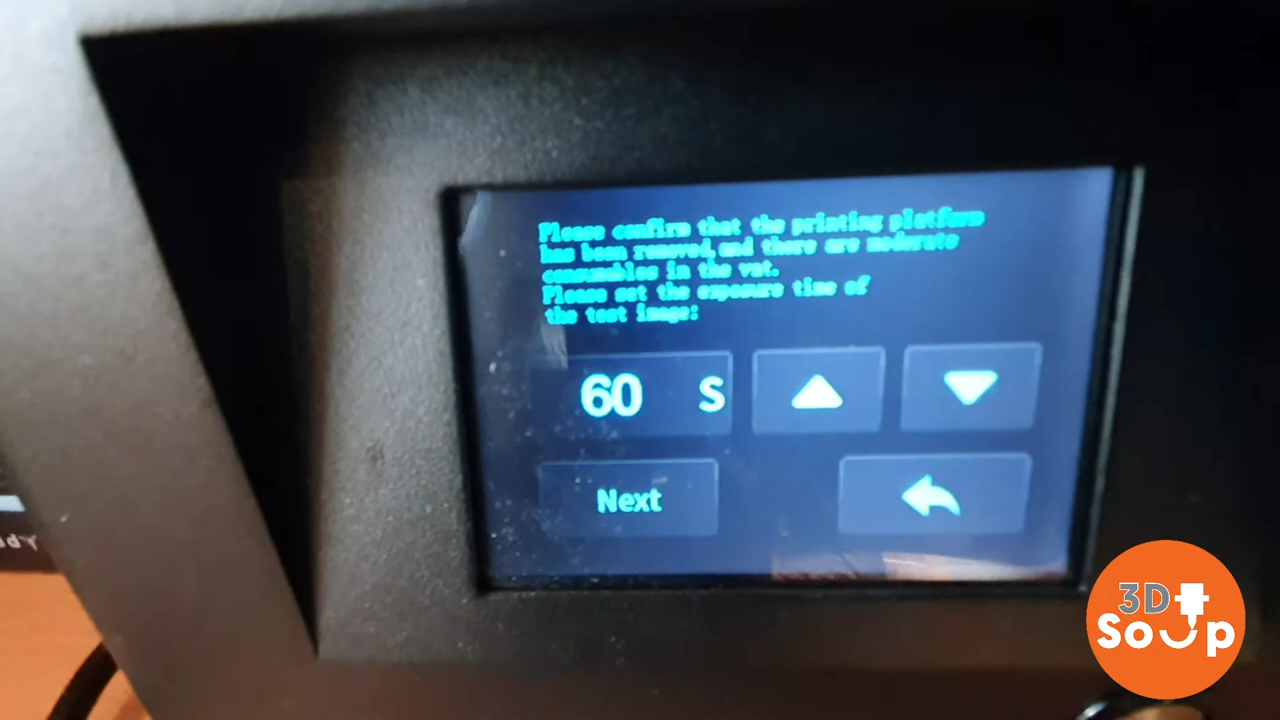 Please confirm that the printing platform
has been removed,and there are moderate
consumables in the vat.
Please set the exposure time of
the test image:
60 S
Next
3D
Soup